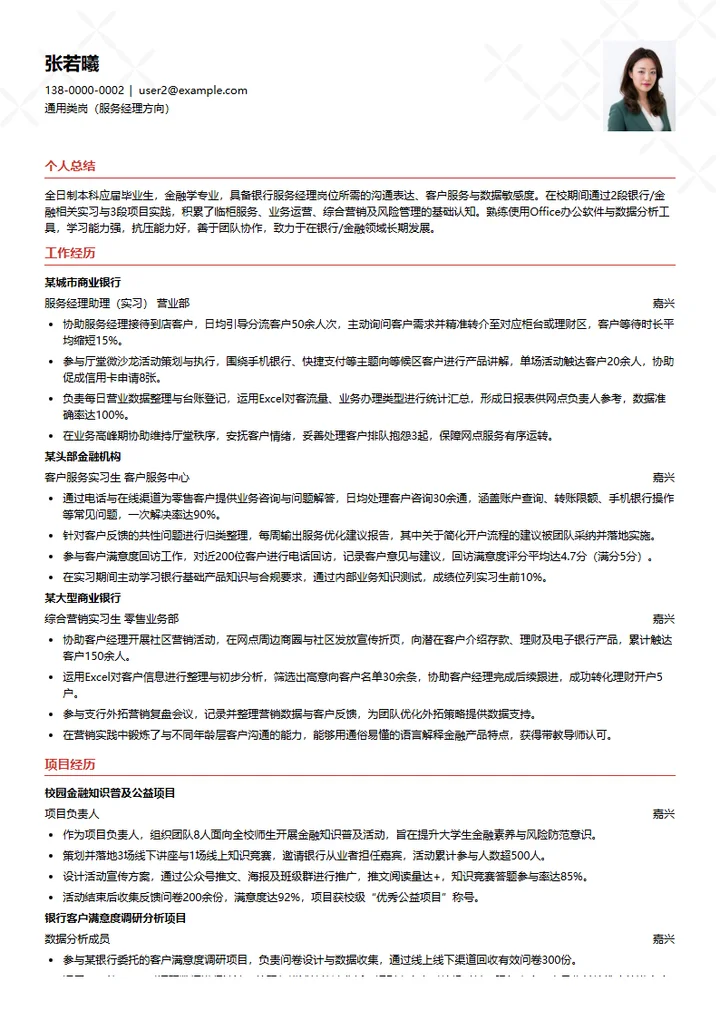 张若曦
138-0000-0002 | user2@example.com
通用类岗（服务经理方向）
个人总结
全日制本科应届毕业生，金融学专业，具备银行服务经理岗位所需的沟通表达、客户服务与数据敏感度。在校期间通过2段银行/金
融相关实习与3段项目实践，积累了临柜服务、业务运营、综合营销及风险管理的基础认知。熟练使用Office办公软件与数据分析工
具，学习能力强，抗压能力好，善于团队协作，致力于在银行/金融领域长期发展。
工作经历
某城市商业银行
服务经理助理（实习） 营业部 嘉兴
• 协助服务经理接待到店客户，日均引导分流客户50余人次，主动询问客户需求并精准转介至对应柜台或理财区，客户等待时长平
均缩短15%。
• 参与厅堂微沙龙活动策划与执行，围绕手机银行、快捷支付等主题向等候区客户进行产品讲解，单场活动触达客户20余人，协助
促成信用卡申请8张。
• 负责每日营业数据整理与台账登记，运用Excel对客流量、业务办理类型进行统计汇总，形成日报表供网点负责人参考，数据准
确率达100%。
• 在业务高峰期协助维持厅堂秩序，安抚客户情绪，妥善处理客户排队抱怨3起，保障网点服务有序运转。
某头部金融机构
客户服务实习生 客户服务中心 嘉兴
• 通过电话与在线渠道为零售客户提供业务咨询与问题解答，日均处理客户咨询30余通，涵盖账户查询、转账限额、手机银行操作
等常见问题，一次解决率达90%。
• 针对客户反馈的共性问题进行归类整理，每周输出服务优化建议报告，其中关于简化开户流程的建议被团队采纳并落地实施。
• 参与客户满意度回访工作，对近200位客户进行电话回访，记录客户意见与建议，回访满意度评分平均达4.7分（满分5分）。
• 在实习期间主动学习银行基础产品知识与合规要求，通过内部业务知识测试，成绩位列实习生前10%。
某大型商业银行
综合营销实习生 零售业务部 嘉兴
• 协助客户经理开展社区营销活动，在网点周边商圈与社区发放宣传折页，向潜在客户介绍存款、理财及电子银行产品，累计触达
客户150余人。
• 运用Excel对客户信息进行整理与初步分析，筛选出高意向客户名单30余条，协助客户经理完成后续跟进，成功转化理财开户5
户。
• 参与支行外拓营销复盘会议，记录并整理营销数据与客户反馈，为团队优化外拓策略提供数据支持。
• 在营销实践中锻炼了与不同年龄层客户沟通的能力，能够用通俗易懂的语言解释金融产品特点，获得带教导师认可。
项目经历
校园金融知识普及公益项目
项目负责人 嘉兴
• 作为项目负责人，组织团队8人面向全校师生开展金融知识普及活动，旨在提升大学生金融素养与风险防范意识。
• 策划并落地3场线下讲座与1场线上知识竞赛，邀请银行从业者担任嘉宾，活动累计参与人数超500人。
• 设计活动宣传方案，通过公众号推文、海报及班级群进行推广，推文阅读量达+，知识竞赛答题参与率达85%。
• 活动结束后收集反馈问卷200余份，满意度达92%，项目获校级“优秀公益项目”称号。
银行客户满意度调研分析项目
数据分析成员 嘉兴
• 参与某银行委托的客户满意度调研项目，负责问卷设计与数据收集，通过线上线下渠道回收有效问卷300份。